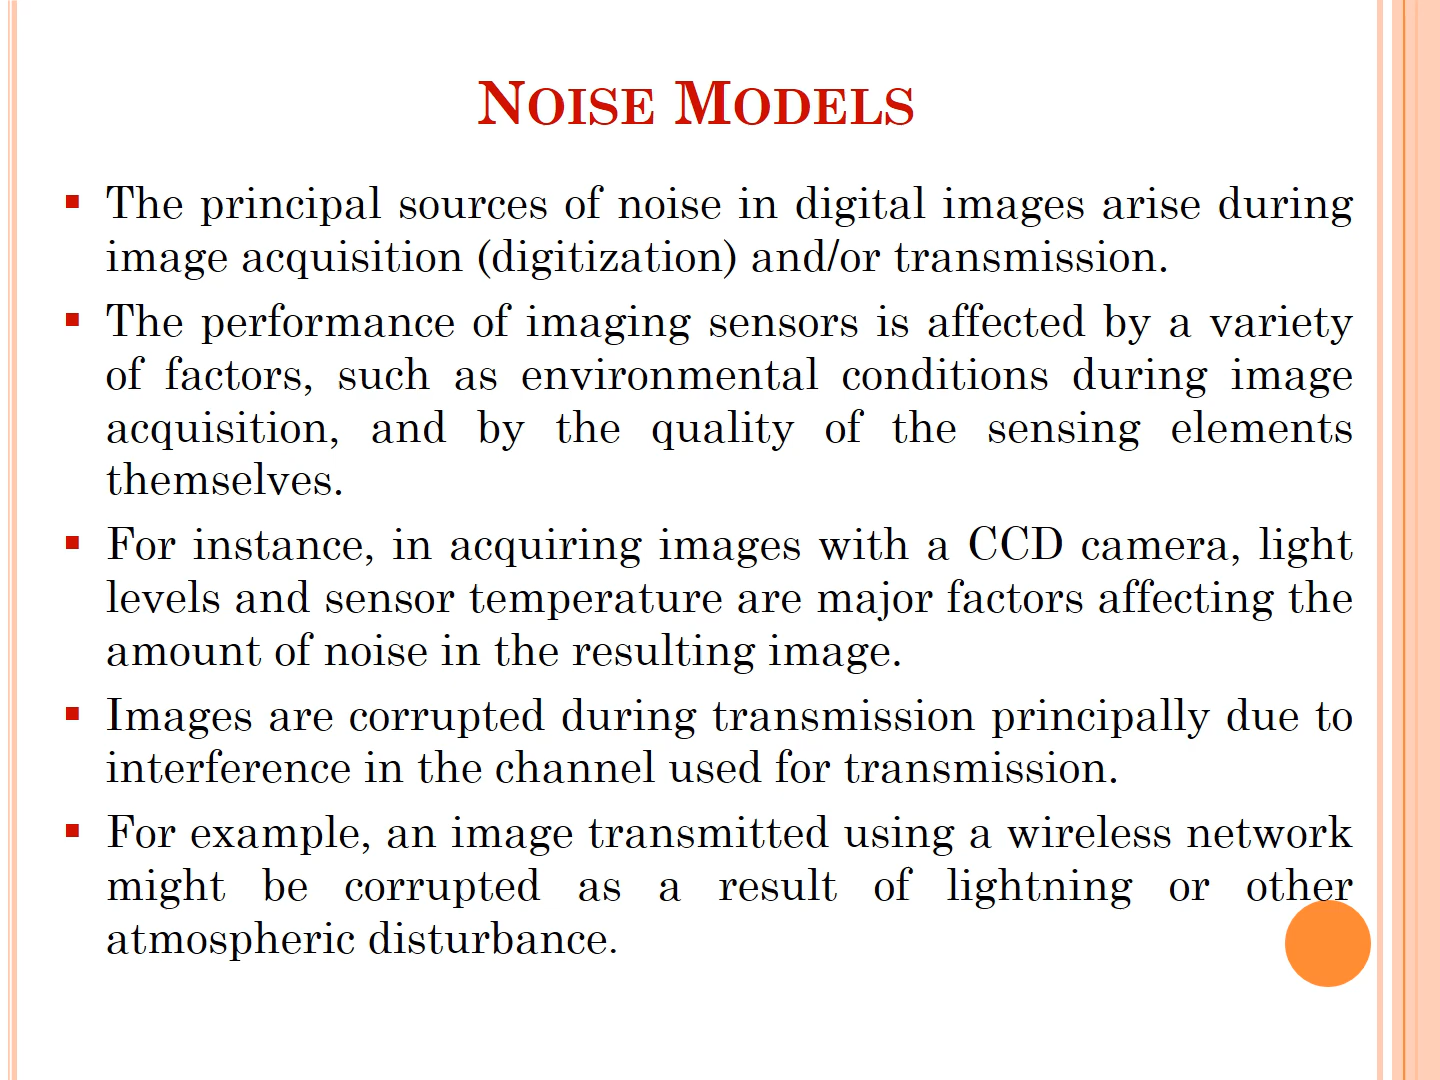 NOISE MODELS
▪ The principal sources of noise in digital images arise during
image acquisition (digitization) and/or transmission.
▪ The performance of imaging sensors is affected by a variety
of factors, such as environmental conditions during image
acquisition, and by the quality of the sensing elements
themselves.
▪ For instance, in acquiring images with a CCD camera, light
levels and sensor temperature are major factors affecting the
amount of noise in the resulting image.
▪ Images are corrupted during transmission principally due to
interference in the channel used for transmission.
▪ For example, an image transmitted using a wireless network
might be corrupted as a result of lightning or other
atmospheric disturbance.